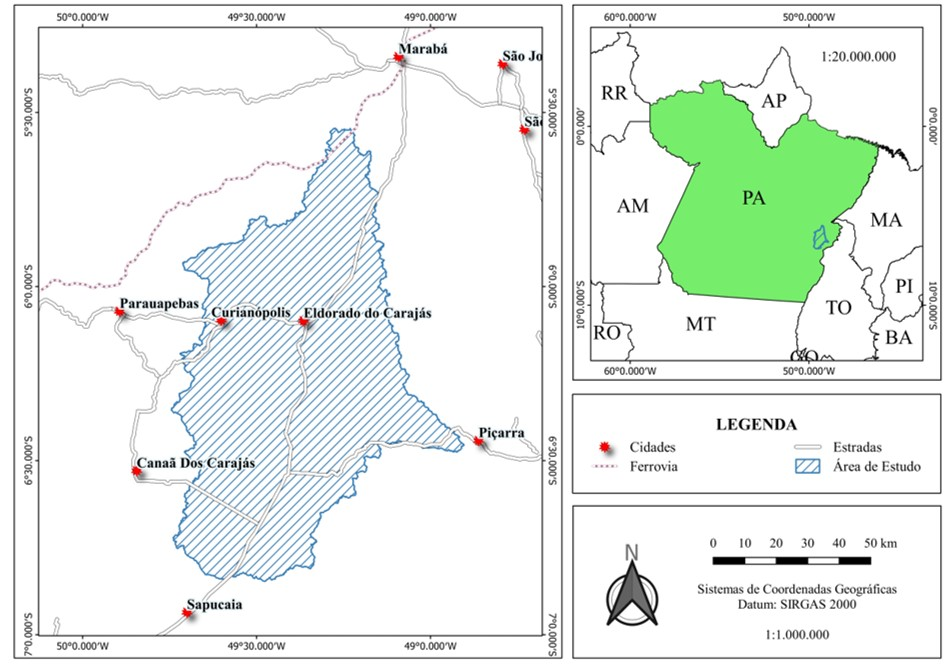 50°0.000'W 49°30.000'W 49°0.000'W
5°30.000'S
6°0.000'S
6°30.000'S
7°0.000'S
Marabá
São Jo
São
Parauapebas
Curianópolis
Eldorado do Carajás
Piçarra
Canaã Dos Carajás
Sapucaia
5°30.000'S
6°0.000'S
6°30.000'S
7°0.000'S
50°0.000'W 49°30.000'W 49°0.000'W
60°0.000'W 50°0.000'W
1:20.000.000
RR
AP
0°0.000'
0°0.000'
AM
PA
MA
PI
10°0.000'S
10°0.000'S
TO
RO
MT
BA
GO
60°0.000'W 50°0.000'W
LEGENDA
Cidades Estradas
Ferrovia Área de Estudo
N
0 10 20 30 40 50 km
Sistemas de Coordenadas Geográficas
Datum: SIRGAS 2000
1:1.000.000